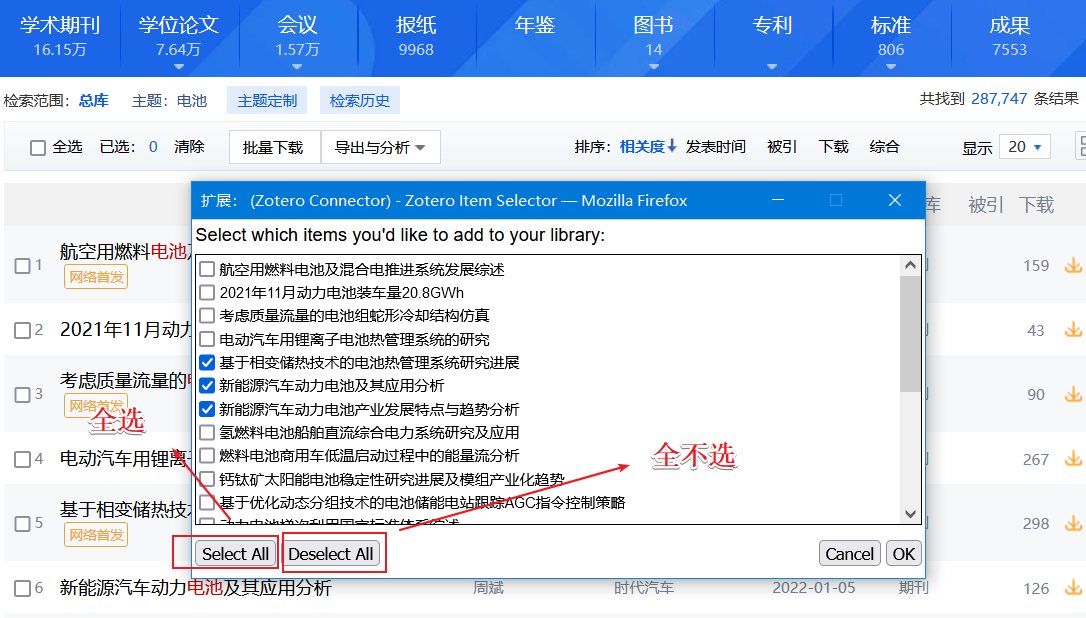 学术期刊 学位论文 会议 报纸 年鉴 图书 专利 标准 成果
16.15万 7.64万 1.57万 9968 14 806 7553
检索范围：总库 主题：电池 主题定制 检索历史 共找到 287,747 条结果
全选 已选：0 清除 批量下载 导出与分析 排序：相关度 发表时间 被引 下载 综合 显示 20
扩展： (Zotero Connector) - Zotero Item Selector — Mozilla Firefox
库 被引 下载
Select which items you'd like to add to your library:
1 航空用燃料电池 159
网络首发
航空用燃料电池及混合电推进系统发展综述
2021年11月动力电池装车量20.8GWh
考虑质量流量的电池组蛇形冷却结构仿真
2 2021年11月动力 43
电动汽车用锂离子电池热管理系统的研究
基于相变储热技术的电池热管理系统研究进展
新能源汽车动力电池及其应用分析
3 考虑质量流量的 90
网络首发
新能源汽车动力电池产业发展特点与趋势分析
全选
氢燃料电池船舶直流综合电力系统研究及应用
燃料电池商用车低温启动过程中的能量流分析
全不选
4 电动汽车用锂离 267
钙钛矿太阳能电池稳定性研究进展及模组产业化趋势
基于优化动态分组技术的电池储能电站跟踪AGC指令控制策略
5 基于相变储热技 298
网络首发
动力电池梯次利用国家标准体系综述
Select All Deselect All Cancel OK
6 新能源汽车动力电池及其应用分析 周斌 时代汽车 2022-01-05 期刊 126